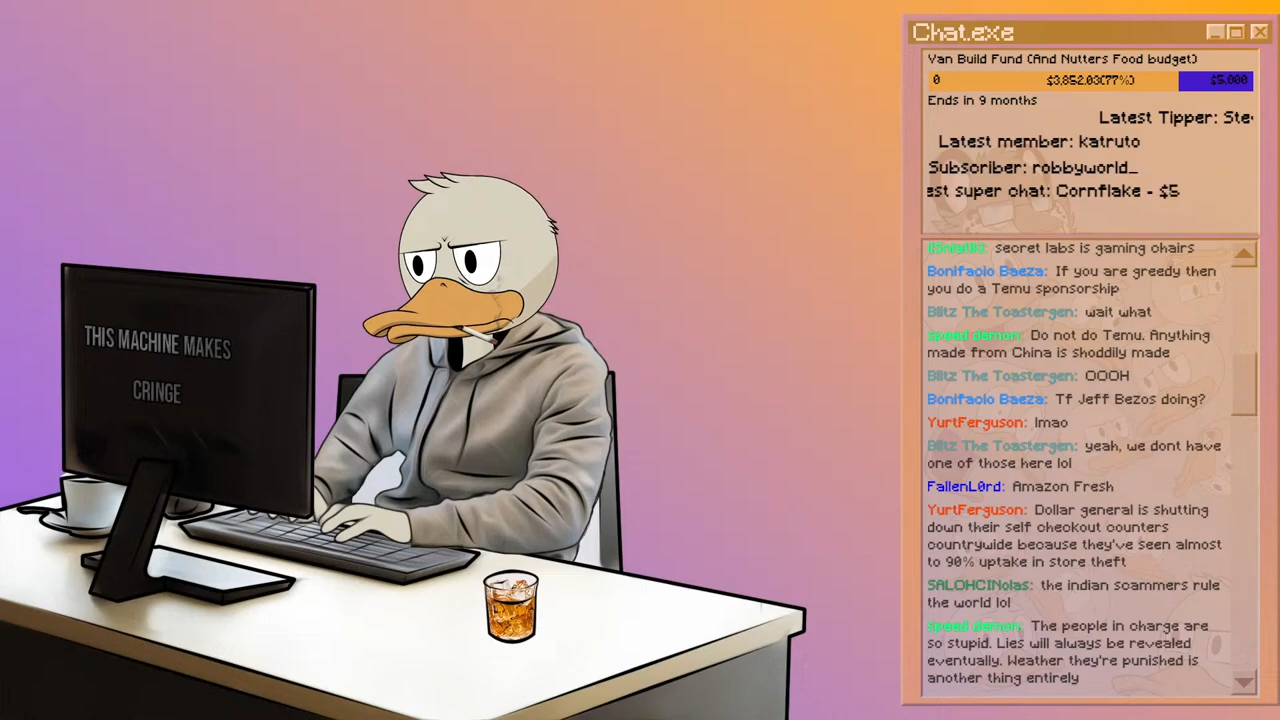 Chat.exe
Van Build Fund (And Nutters Food budget)
0 $3,852.03(77%) $5,000
Ends in 9 months
Latest Tipper: Ste
Latest member: katruto
Subscriber: robbyworld_
est super chat: Cornflake - $5
secret labs is gaming chairs
Bonifacio Baeza: If you are greedy then
you do a Temu sponsorship
Blitz The Toastergen: wait what
speed demon: Do not do Temu. Anything
made from China is shoddily made
Blitz The Toastergen: OOOH
Bonifacio Baeza: Tf Jeff Bezos doing?
YurtFerguson: lmao
Blitz The Toastergen: yeah, we dont have
one of those here lol
FallenL0rd: Amazon Fresh
YurtFerguson: Dollar general is shutting
down their self checkout counters
countrywide because they've seen almost
to 90% uptake in store theft
SALOHCINolas: the indian scammers rule
the world lol
speed demon: The people in charge are
so stupid. Lies will always be revealed
eventually. Weather they're punished is
another thing entirely
THIS MACHINE MAKES
CRINGE